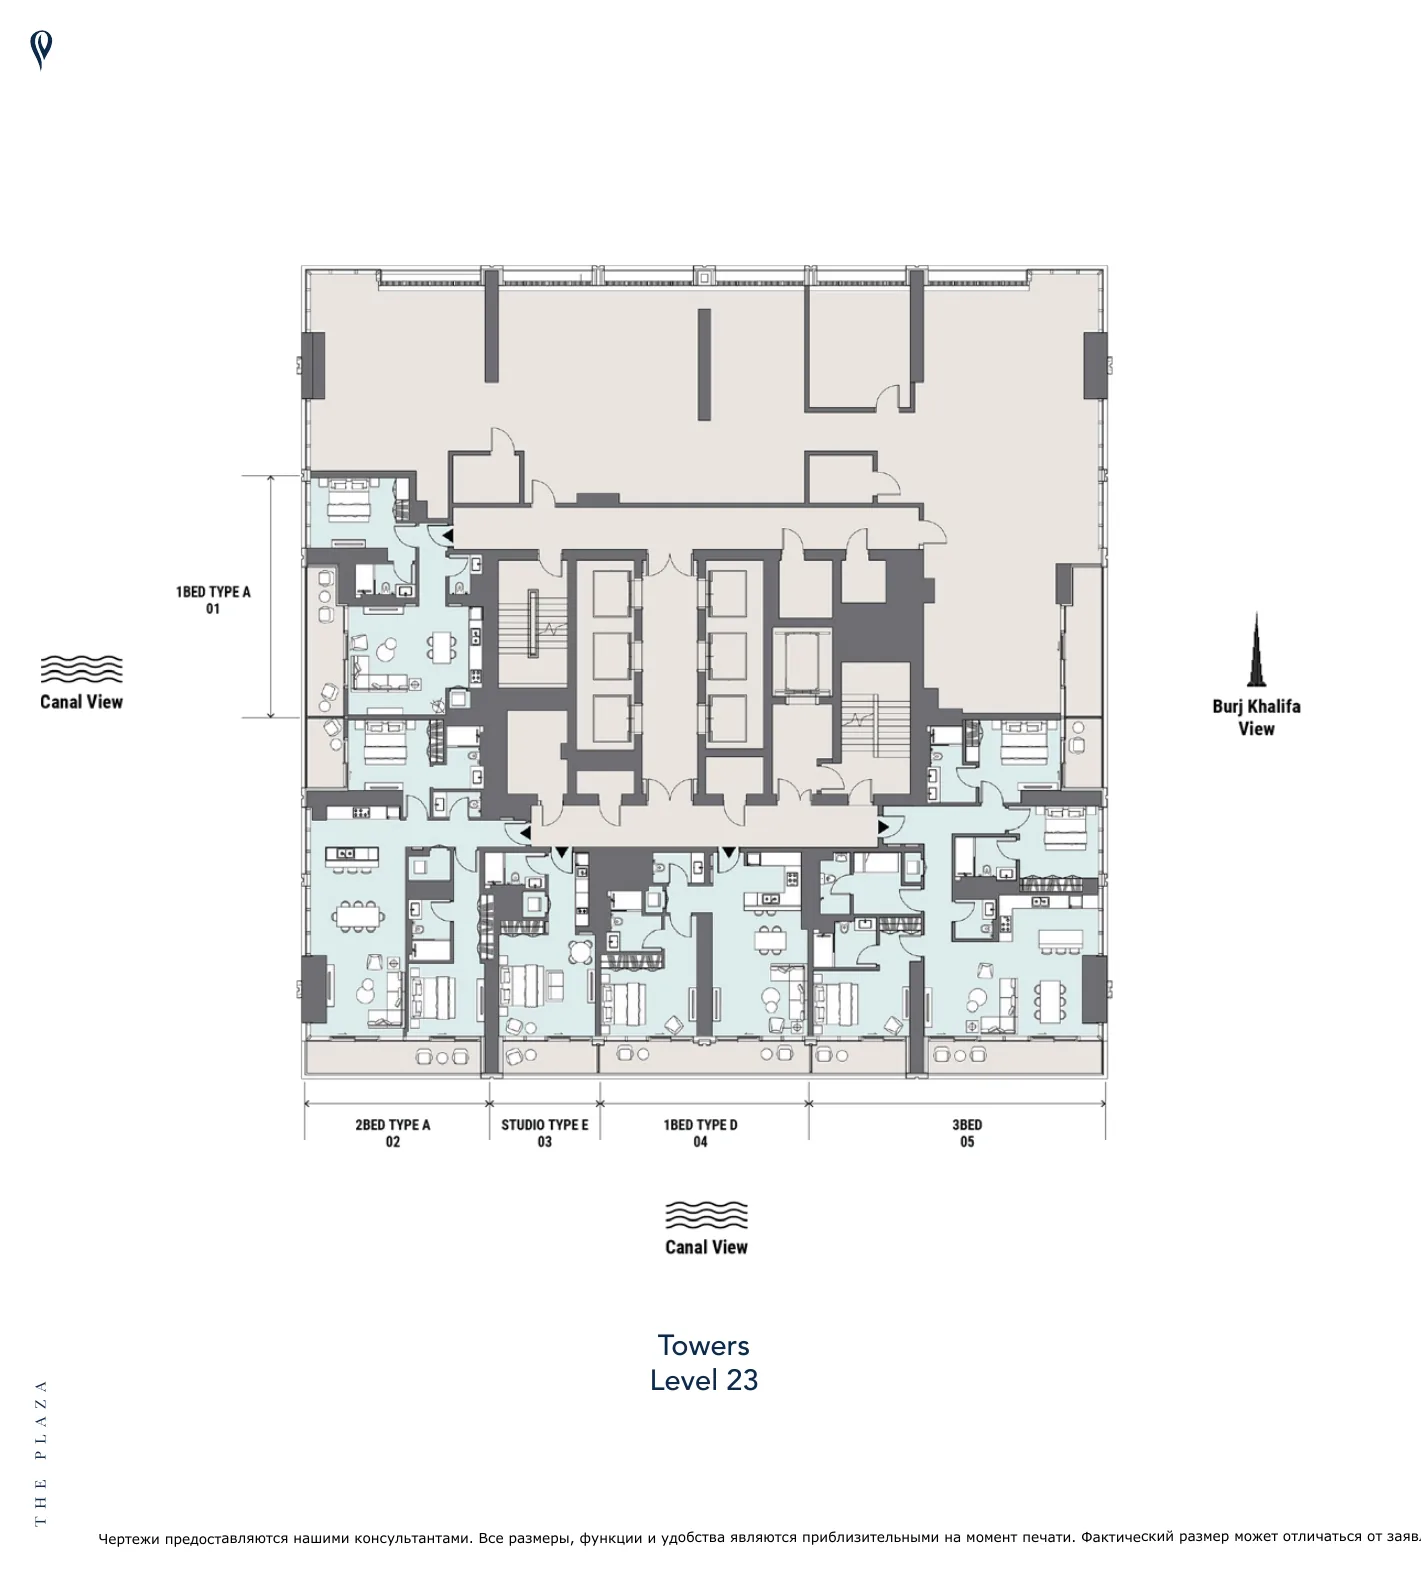 1BED TYPE A
01
Canal View
Burj Khalifa
View
2BED TYPE A
02
STUDIO TYPE E
03
1BED TYPE D
04
3BED
05
Canal View
Towers
Level 23
THE PLAZA
Чертежи предоставляются нашими консультантами. Все размеры, функции и удобства являются приблизительными на момент печати. Фактический размер может отличаться от